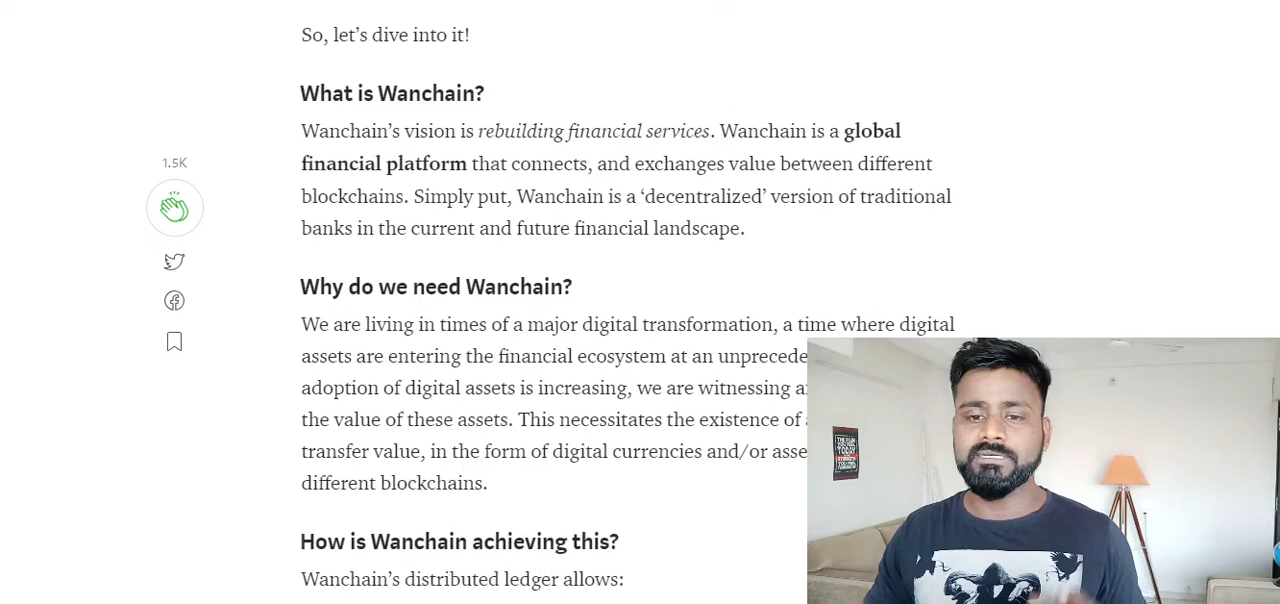 So, let’s dive into it!
What is Wanchain?
Wanchain’s vision is rebuilding financial services. Wanchain is a global
financial platform that connects, and exchanges value between different
blockchains. Simply put, Wanchain is a ‘decentralized’ version of traditional
banks in the current and future financial landscape.
1.5K
Why do we need Wanchain?
We are living in times of a major digital transformation, a time where digital
assets are entering the financial ecosystem at an
adoption of digital assets is increasing, we are witnessing
the value of these assets. This necessitates the existence of
transfer value, in the form of digital currencies and/or
different blockchains.
How is Wanchain achieving this?
Wanchain’s distributed ledger allows: